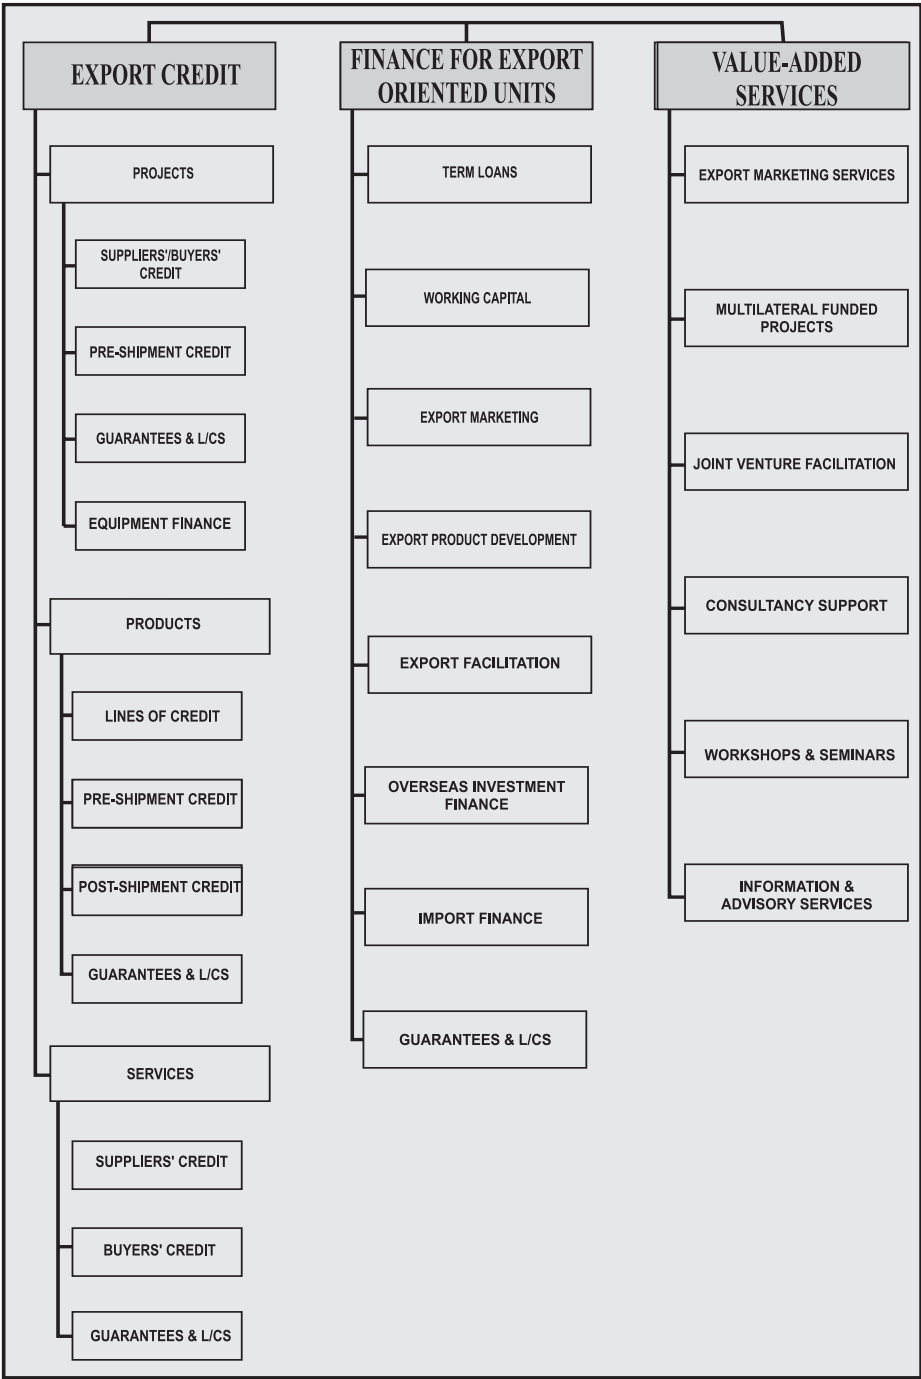 EXPORT CREDIT
PROJECTS
SUPPLIERS'/BUYERS'
CREDIT
PRE-SHIPMENT CREDIT
GUARANTEES & L/CS
EQUIPMENT FINANCE
PRODUCTS
LINES OF CREDIT
PRE-SHIPMENT CREDIT
POST-SHIPMENT CREDIT
GUARANTEES & L/CS
SERVICES
SUPPLIERS' CREDIT
BUYERS' CREDIT
GUARANTEES & L/CS
FINANCE FOR EXPORT
ORIENTED UNITS
TERM LOANS
WORKING CAPITAL
EXPORT MARKETING
EXPORT PRODUCT DEVELOPMENT
EXPORT FACILITATION
OVERSEAS INVESTMENT
FINANCE
IMPORT FINANCE
GUARANTEES & L/CS
VALUE-ADDED
SERVICES
EXPORT MARKETING SERVICES
MULTILATERAL FUNDED
PROJECTS
JOINT VENTURE FACILITATION
CONSULTANCY SUPPORT
WORKSHOPS & SEMINARS
INFORMATION &
ADVISORY SERVICES